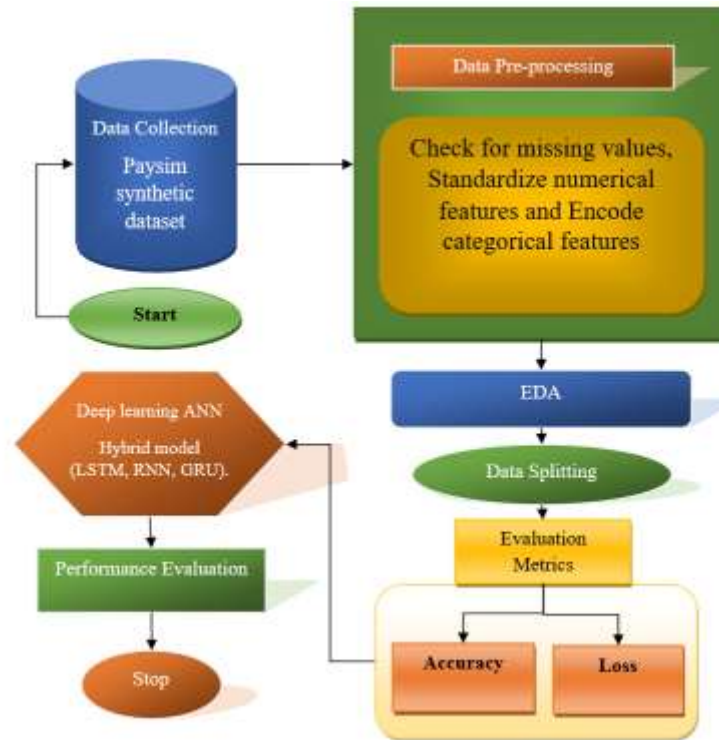 Data Collection
Paysim
synthetic
dataset
Start
Data Pre-processing
Check for missing values,
Standardize numerical
features and Encode
categorical features
EDA
Data Splitting
Evaluation
Metrics
Accuracy
Loss
Deep learning ANN
Hybrid model
(LSTM, RNN, GRU).
Performance Evaluation
Stop